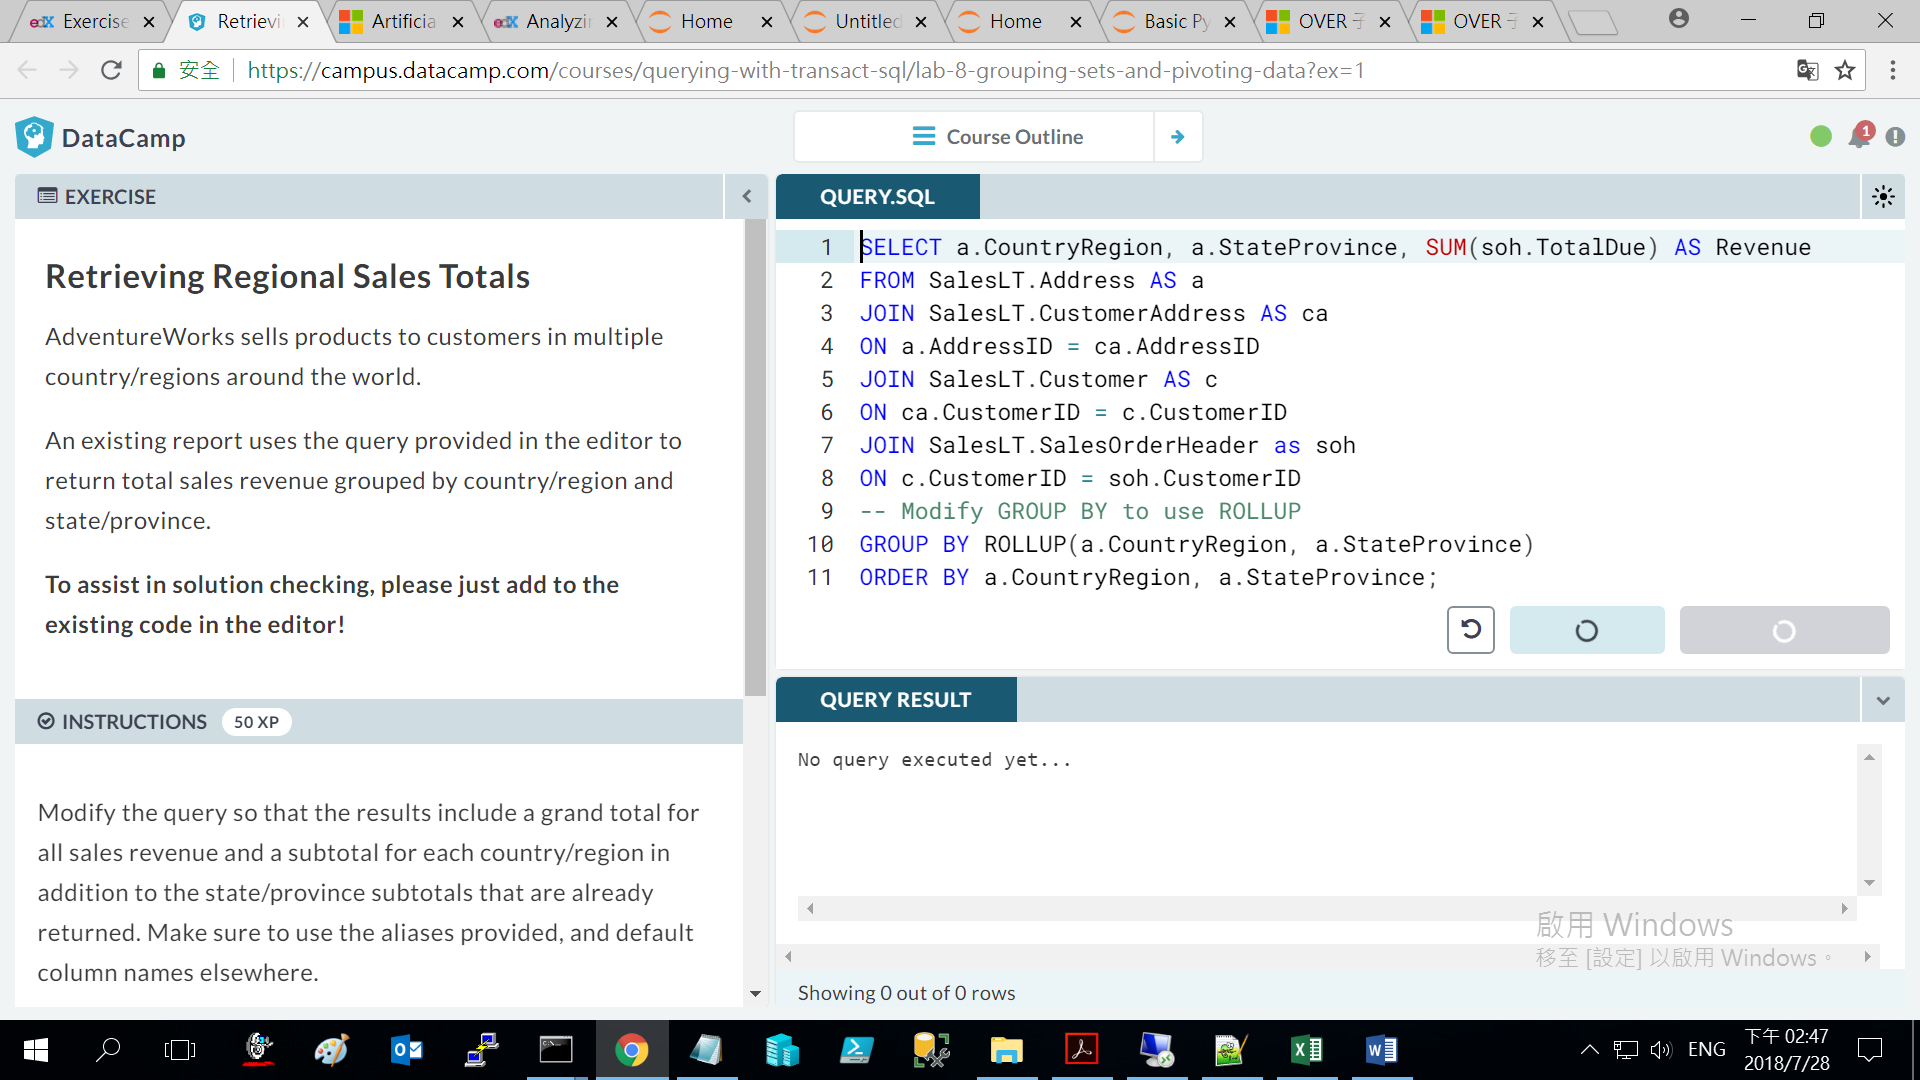 Exercise
Retrievi
Artificia
Analyzin
Home
Untitled
Home
Basic Py
OVER 子
OVER 子
安全
https://campus.datacamp.com/courses/querying-with-transact-sql/lab-8-grouping-sets-and-pivoting-data?ex=1
DataCamp
Course Outline
1
EXERCISE
Retrieving Regional Sales Totals
AdventureWorks sells products to customers in multiple
country/regions around the world.
An existing report uses the query provided in the editor to
return total sales revenue grouped by country/region and
state/province.
To assist in solution checking, please just add to the
existing code in the editor!
INSTRUCTIONS 50 XP
Modify the query so that the results include a grand total for
all sales revenue and a subtotal for each country/region in
addition to the state/province subtotals that are already
returned. Make sure to use the aliases provided, and default
column names elsewhere.
QUERY.SQL
1 SELECT a.CountryRegion, a.StateProvince, SUM(soh.TotalDue) AS Revenue
2 FROM SalesLT.Address AS a
3 JOIN SalesLT.CustomerAddress AS ca
4 ON a.AddressID = ca.AddressID
5 JOIN SalesLT.Customer AS c
6 ON ca.CustomerID = c.CustomerID
7 JOIN SalesLT.SalesOrderHeader as soh
8 ON c.CustomerID = soh.CustomerID
9 -- Modify GROUP BY to use ROLLUP
10 GROUP BY ROLLUP(a.CountryRegion, a.StateProvince)
11 ORDER BY a.CountryRegion, a.StateProvince;
QUERY RESULT
No query executed yet...
啟用 Windows
移至 [設定] 以啟用 Windows。
Showing 0 out of 0 rows
ENG
下午 02:47
2018/7/28